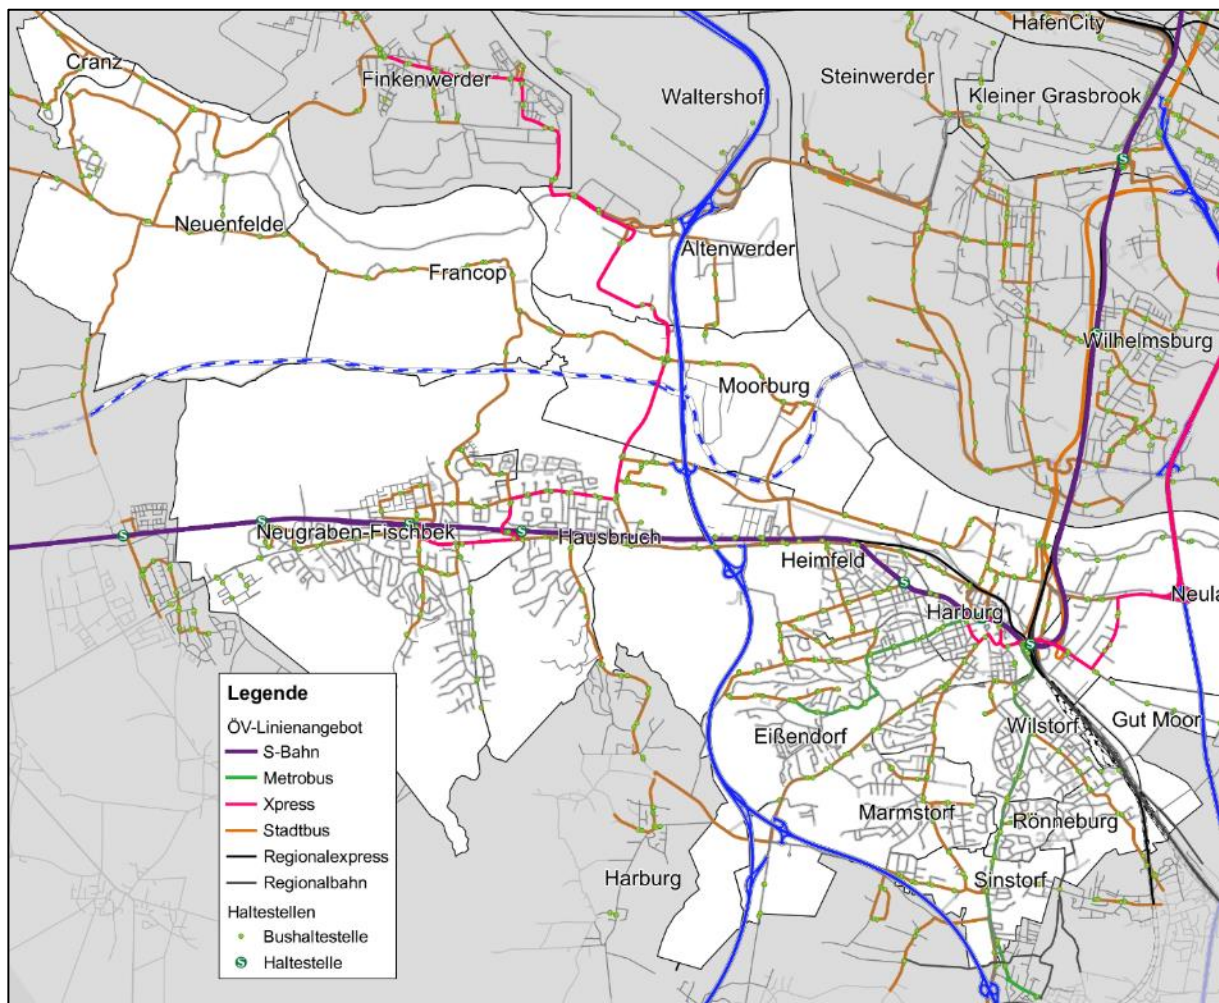 HafenCity
Cranz
Finkenwerder
Waltershof
Steinwerder
Kleiner Grasbrook
S
Neuenfelde
Altenwerder
Francop
S
Wilhelmsburg
Moorburg
S
S
Neugraben-Fischbek
S
S
Hausbruch
Heimfeld
S
Harburg
Neula
S
Wilstorf
Gut Moor
Eißendorf
Marmstorf
Rönneburg
Harburg
Sinstorf
Legende
ÖV-Linienangebot
S-Bahn
Metrobus
Xpress
Stadtbus
Regionalexpress
Regionalbahn
Haltestellen
Bushaltestelle
S Haltestelle